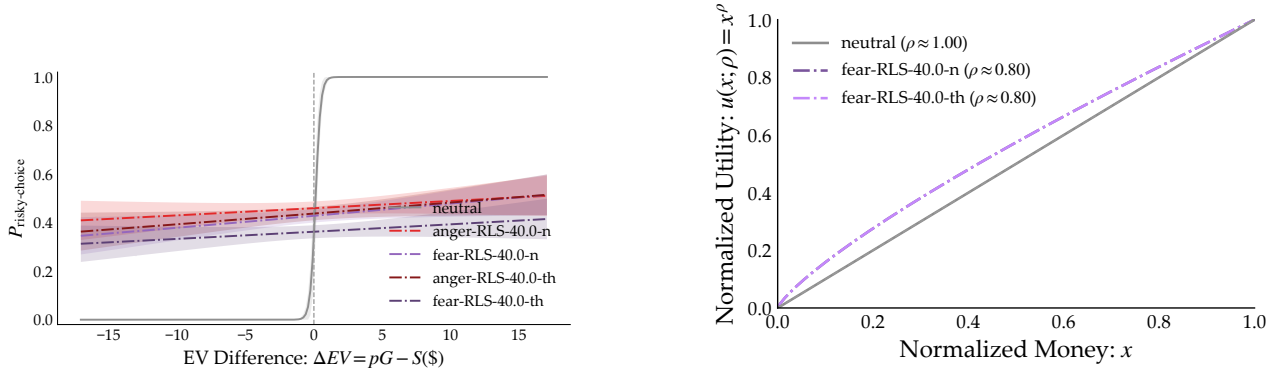 1.0
0.8
0.6
0.4
0.2
0.0
P_risky-choice
−15 −10 −5 0 5 10 15
EV Difference: ΔEV = pG − S($)
neutral
anger-RLS-40.0-n
fear-RLS-40.0-n
anger-RLS-40.0-th
fear-RLS-40.0-th
Normalized Utility: u(x; ρ) = x^ρ
1.0
0.8
0.6
0.4
0.2
0.0
neutral (ρ ≈ 1.00)
fear-RLS-40.0-n (ρ ≈ 0.80)
fear-RLS-40.0-th (ρ ≈ 0.80)
0.0 0.2 0.4 0.6 0.8 1.0
Normalized Money: x